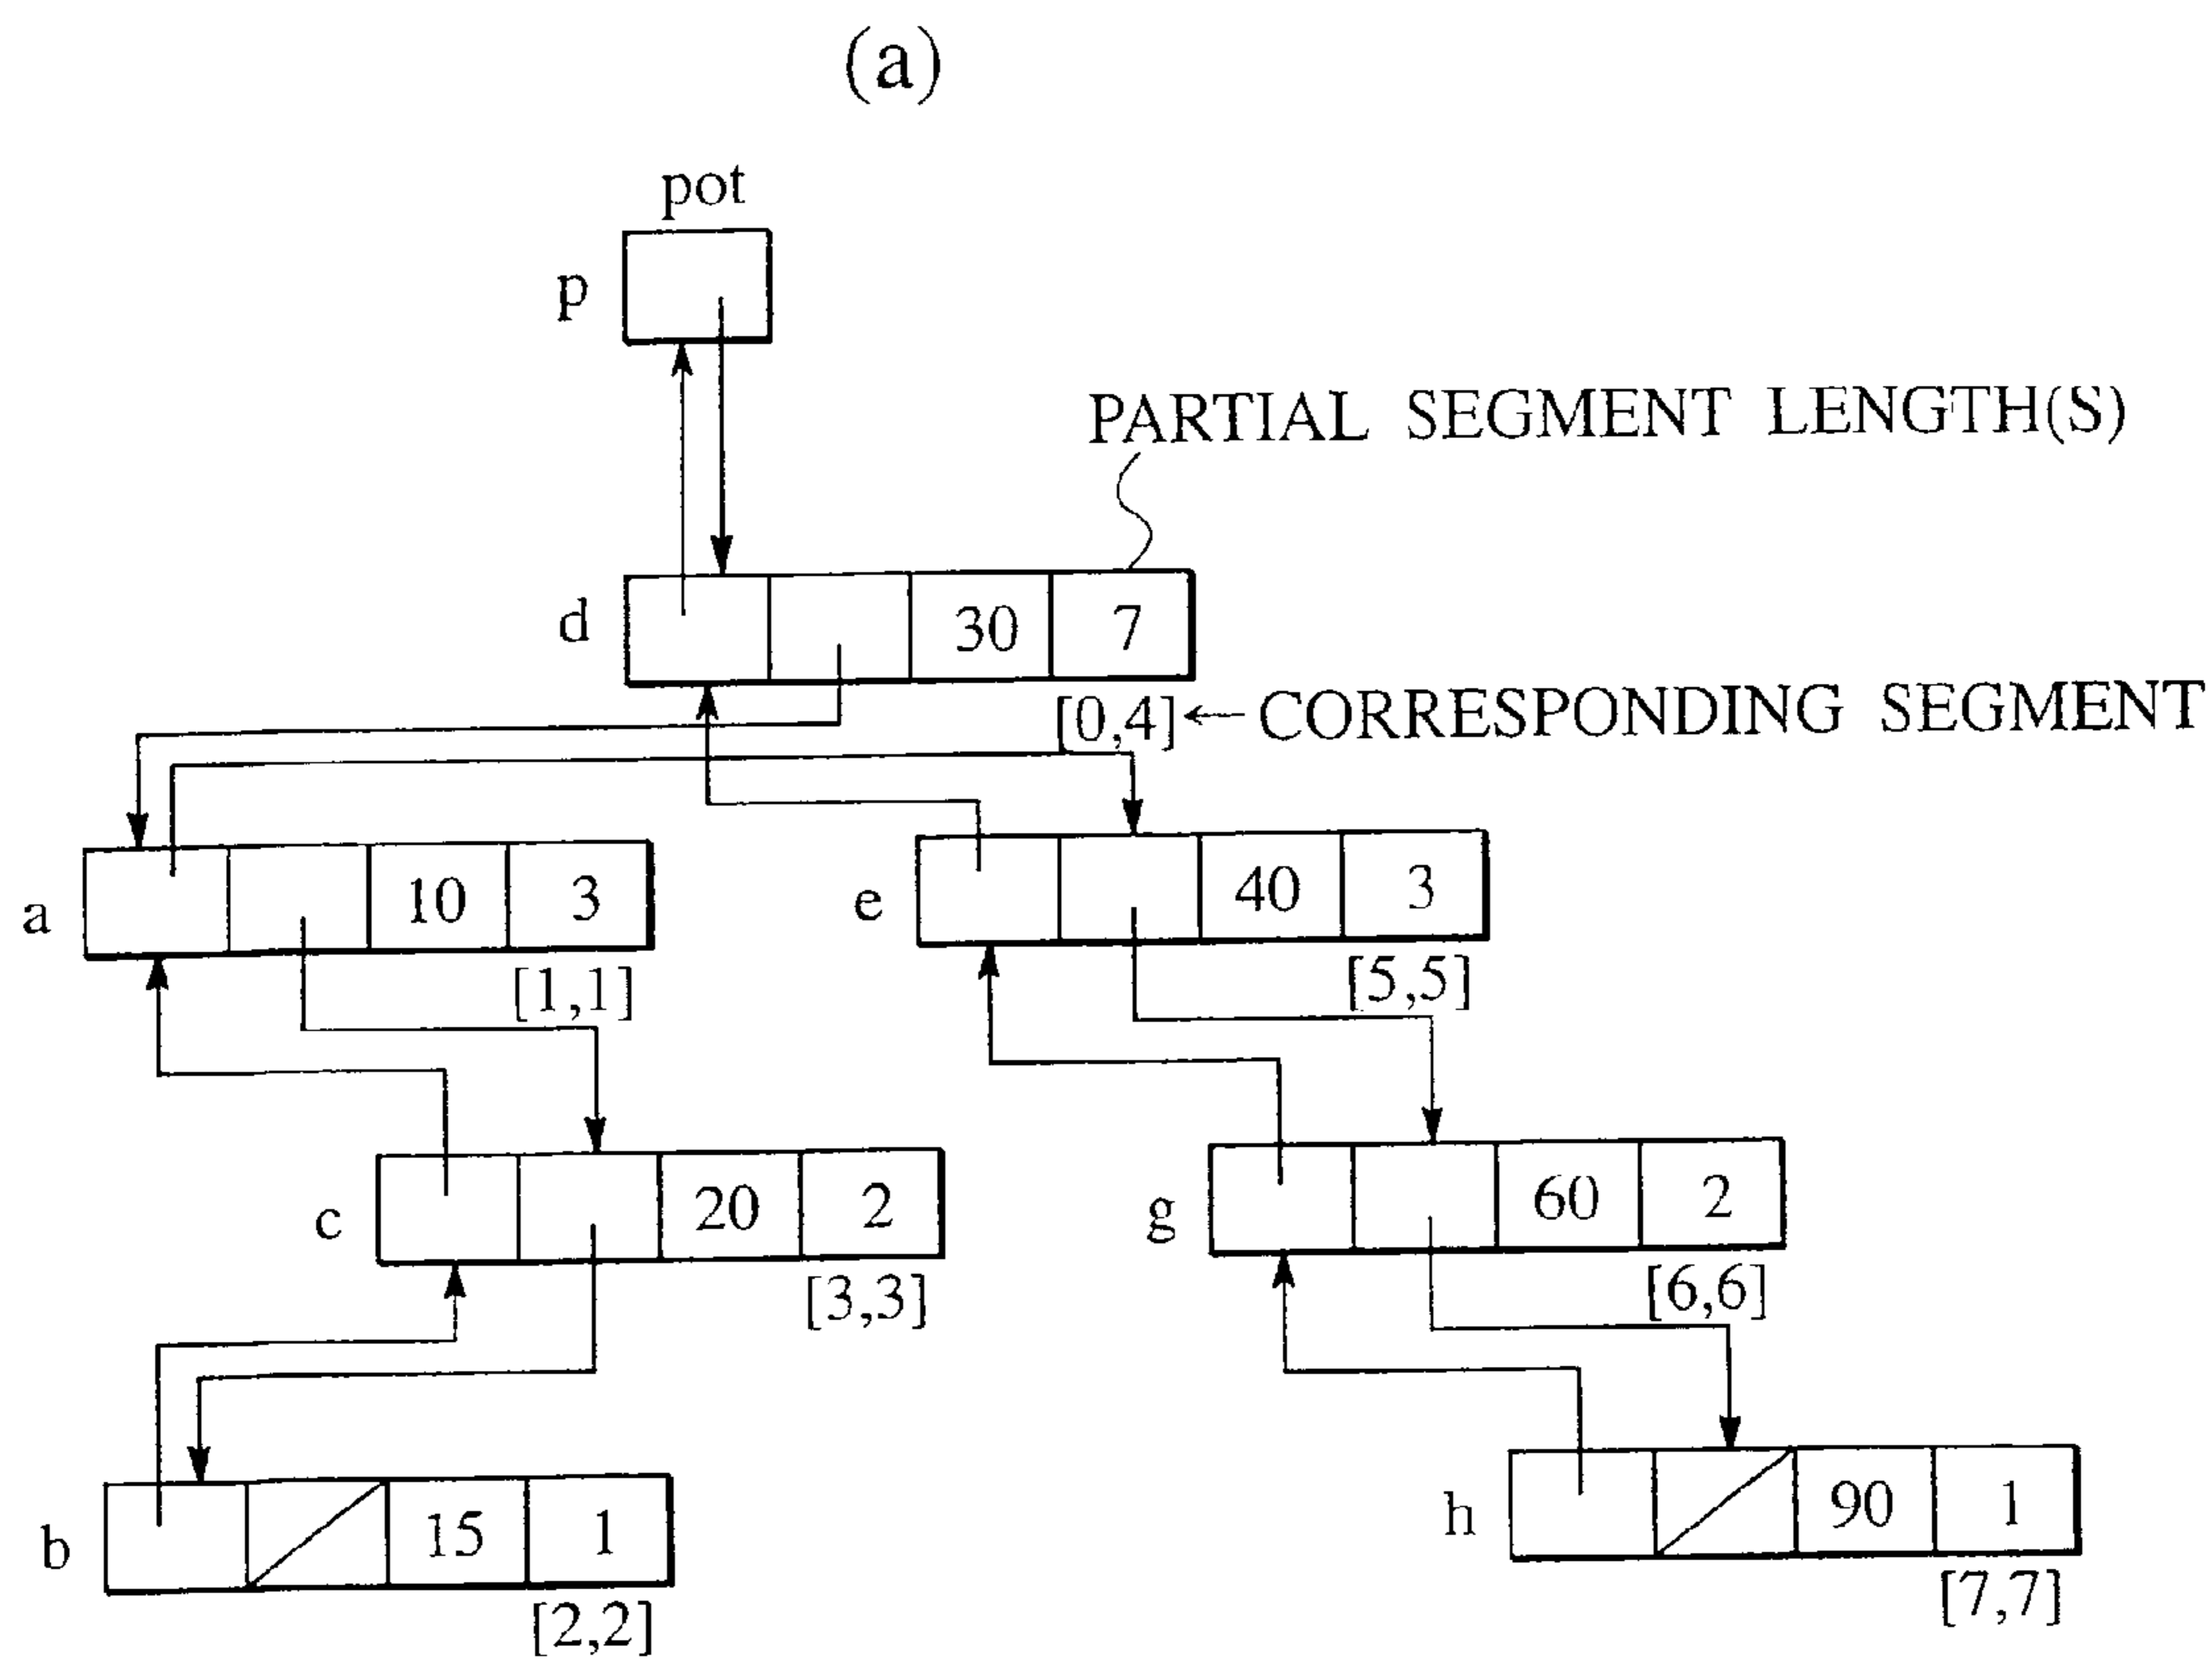 (a)
pot
p
PARTIAL SEGMENT LENGTH(S)
d 30 7
[0,4] ← CORRESPONDING SEGMENT
a 10 3
e 40 3
[1,1]
[5,5]
c 20 2
g 60 2
[3,3]
[6,6]
b 15 1
h 90 1
[2,2]
[7,7]